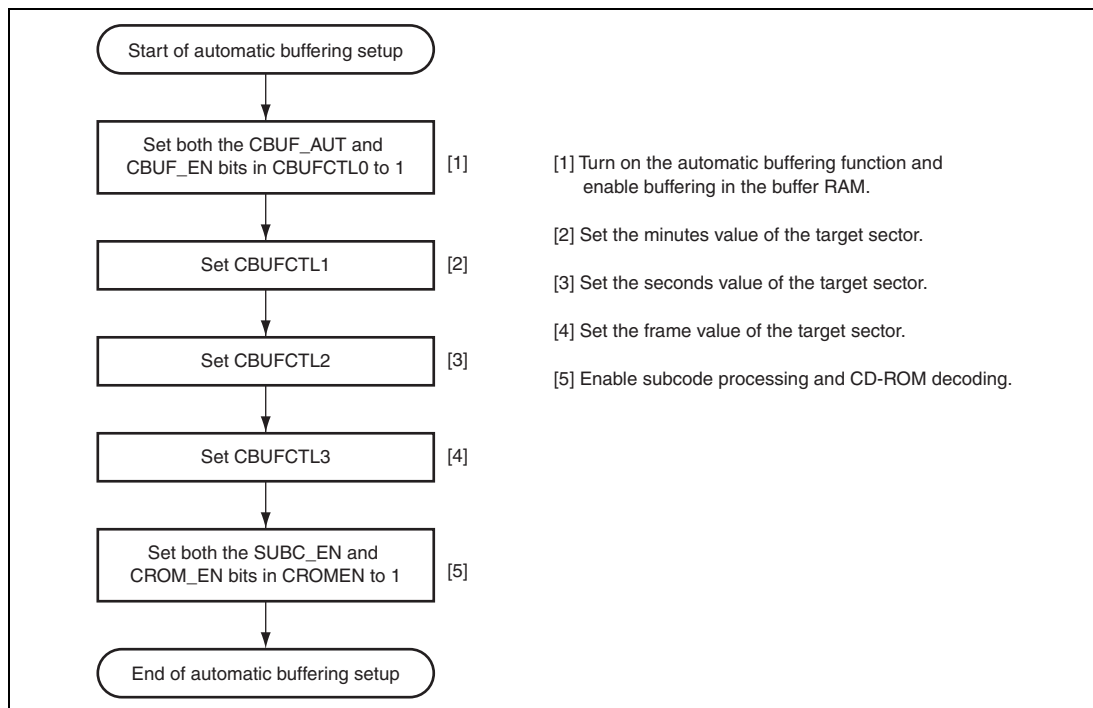 Start of automatic buffering setup
Set both the CBUF_AUT and
CBUF_EN bits in CBUFCTL0 to 1
[1]
Set CBUFCTL1
[2]
Set CBUFCTL2
[3]
Set CBUFCTL3
[4]
Set both the SUBC_EN and
CROM_EN bits in CROMEN to 1
[5]
End of automatic buffering setup
[1] Turn on the automatic buffering function and
enable buffering in the buffer RAM.
[2] Set the minutes value of the target sector.
[3] Set the seconds value of the target sector.
[4] Set the frame value of the target sector.
[5] Enable subcode processing and CD-ROM decoding.